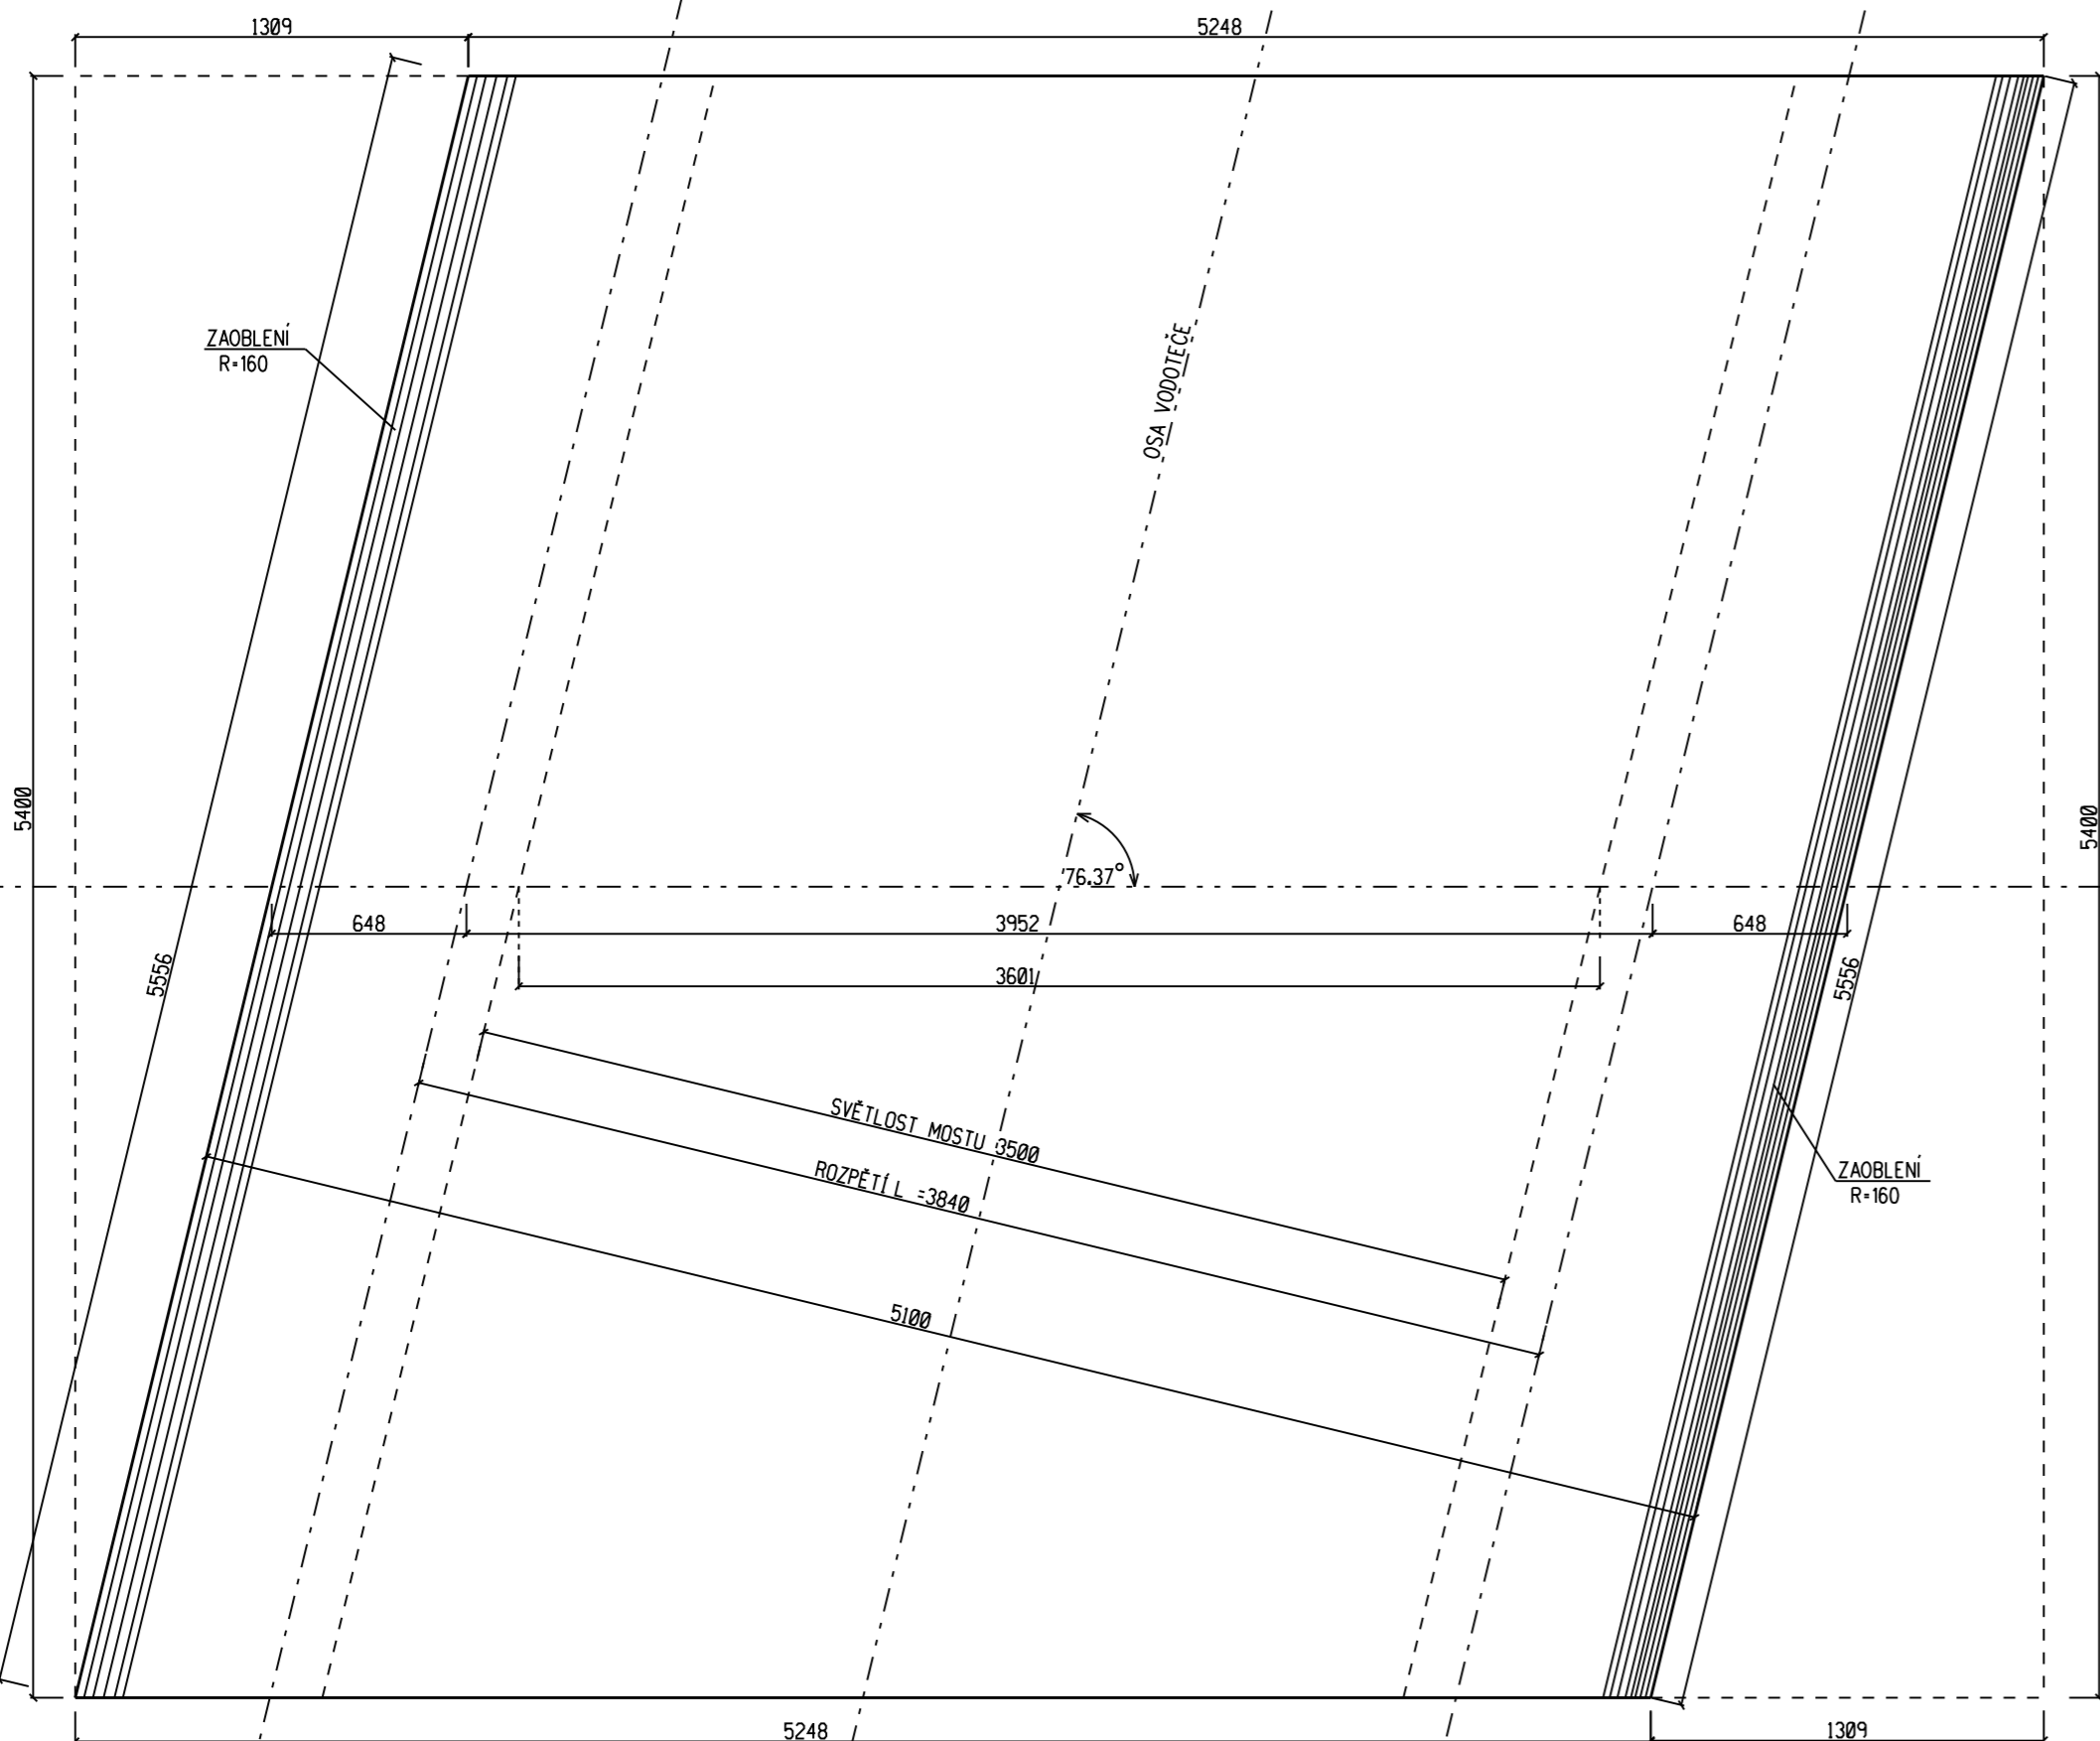 1309
5248
ZAOBLENÍ
R=160
OSA VODOTEČE
5400
5400
76.37°
648
3952
648
3601
5556
5556
SVĚTLOST MOSTU 3500
ROZPĚTÍ L =3840
ZAOBLENÍ
R=160
5100
5248
1309